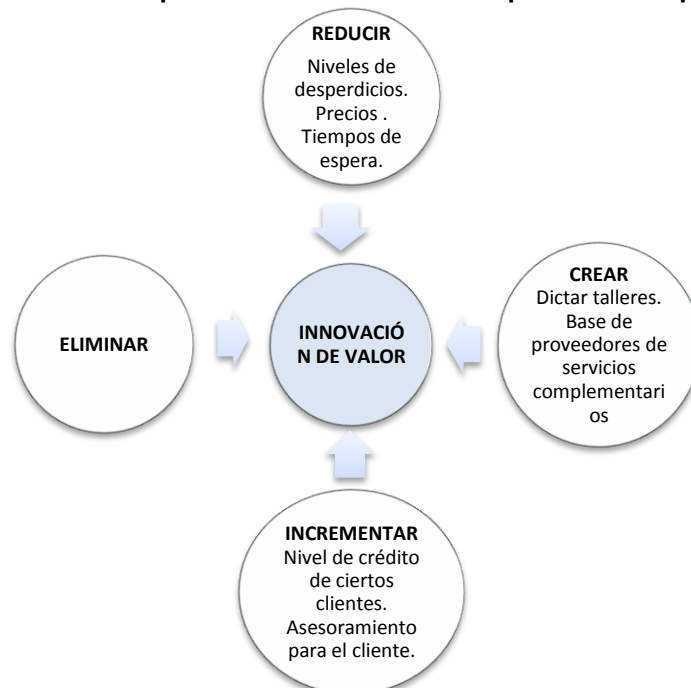 REDUCIR
Niveles de
desperdicios.
Precios .
Tiempos de
espera.
ELIMINAR
INNOVACIÓ
N DE VALOR
CREAR
Dictar talleres.
Base de
proveedores de
servicios
complementari
os
INCREMENTAR
Nivel de crédito
de ciertos
clientes.
Asesoramiento
para el cliente.